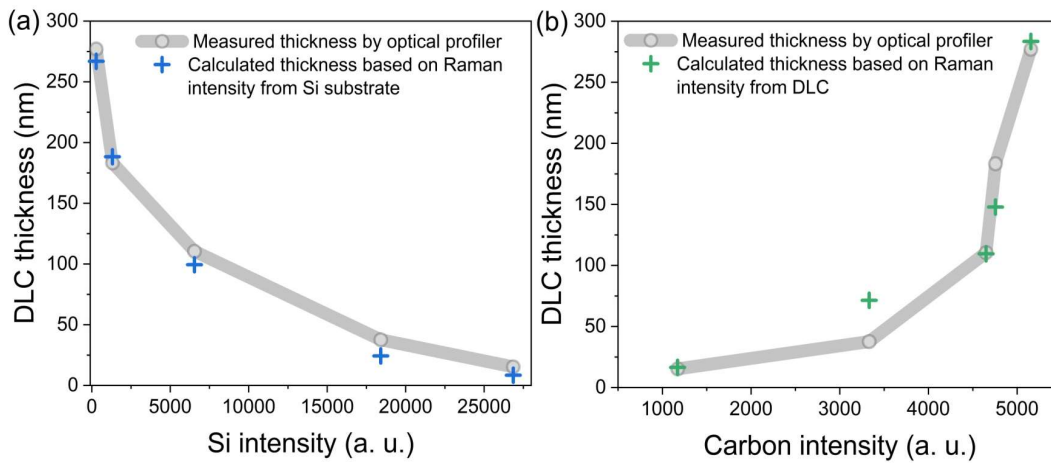 (a)
300
250
200
150
100
50
0
DLC thickness (nm)
Measured thickness by optical profiler
Calculated thickness based on Raman
intensity from Si substrate
0 5000 10000 15000 20000 25000
Si intensity (a. u.)
(b)
300
250
200
150
100
50
0
DLC thickness (nm)
Measured thickness by optical profiler
Calculated thickness based on Raman
intensity from DLC
1000 2000 3000 4000 5000
Carbon intensity (a. u.)